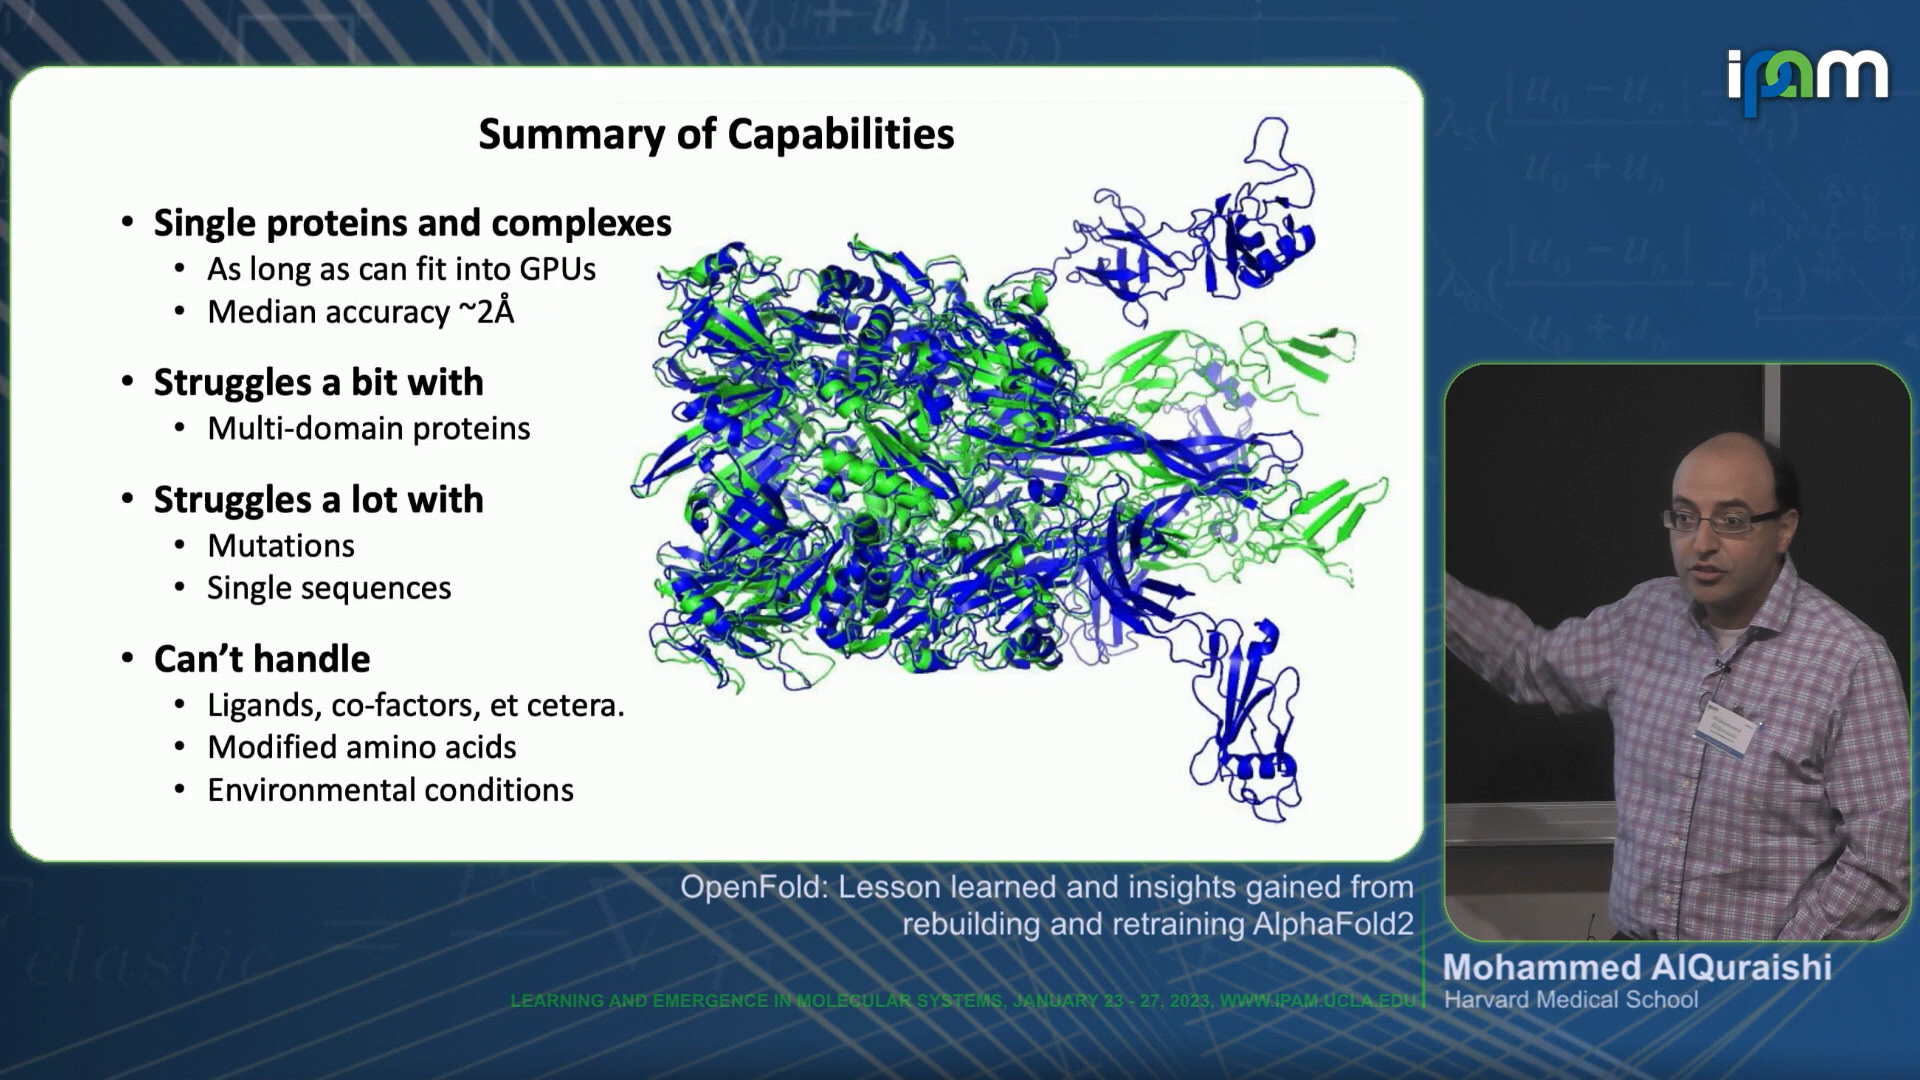 ipam
Summary of Capabilities
• Single proteins and complexes
• As long as can fit into GPUs
• Median accuracy ~2Å
• Struggles a bit with
• Multi-domain proteins
• Struggles a lot with
• Mutations
• Single sequences
• Can’t handle
• Ligands, co-factors, et cetera.
• Modified amino acids
• Environmental conditions
OpenFold: Lesson learned and insights gained from
rebuilding and retraining AlphaFold2
Mohammed AlQuraishi
Harvard Medical School
LEARNING AND EMERGENCE IN MOLECULAR SYSTEMS, JANUARY 23 - 27, 2023, WWW.IPAM.UCLA.EDU
elastic